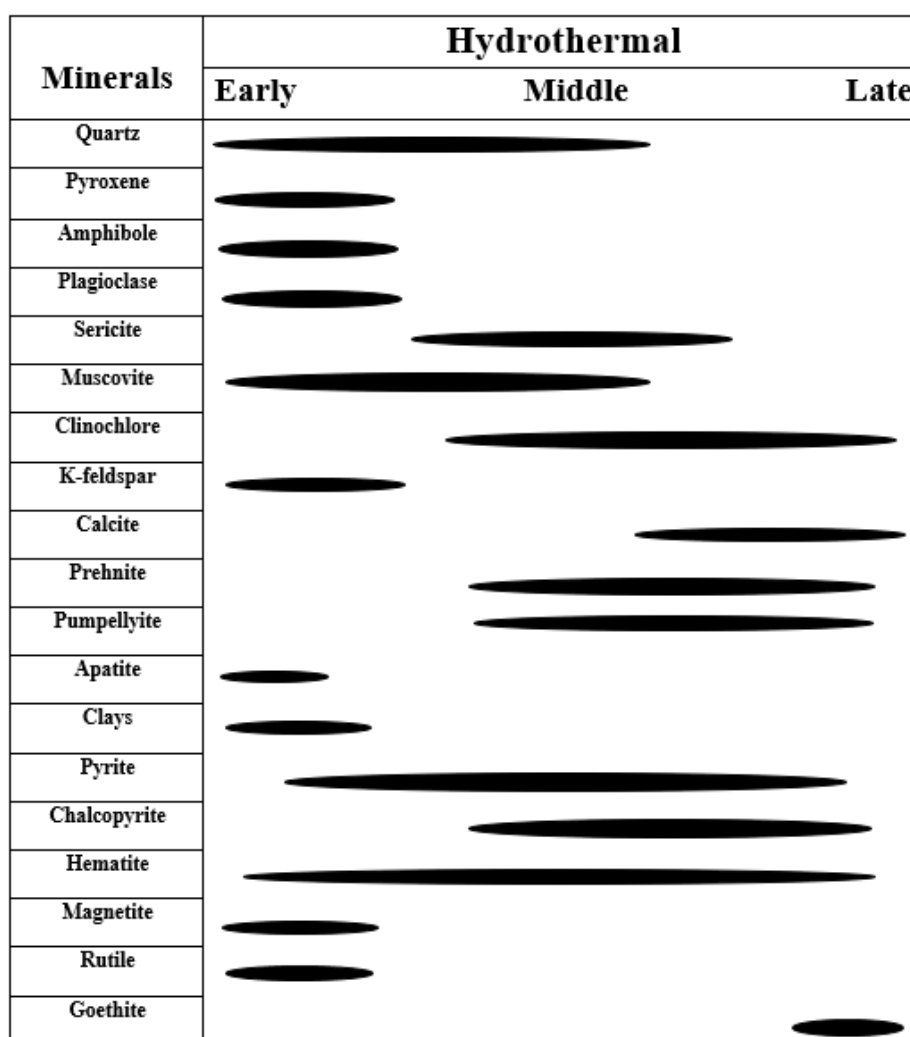 Minerals
Hydrothermal
Early Middle Late
Quartz
Pyroxene
Amphibole
Plagioclase
Sericite
Muscovite
Clinochlore
K-feldspar
Calcite
Prehnite
Pumpellyite
Apatite
Clays
Pyrite
Chalcopyrite
Hematite
Magnetite
Rutile
Goethite